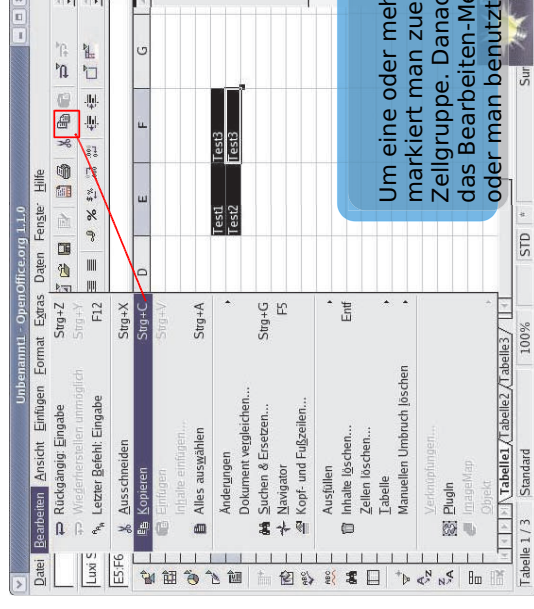 Unbenannt1 - OpenOffice.org 1.1.0
Datei Bearbeiten Ansicht Einfügen Format Extras Daten Fenster Hilfe
Rückgängig: Eingabe Strg+Z
Wiederherstellen unmöglich Strg+Y
Letzter Befehl: Eingabe F12
Ausschneiden Strg+X
Kopieren Strg+C
Einfügen Strg+V
Inhalte einfügen...
Alles auswählen Strg+A
Änderungen
Dokument vergleichen...
Suchen & Ersetzen... Strg+G
Navigator F5
Kopf- und Fußzeilen...
Ausfüllen
Inhalte löschen... Entf
Zellen löschen...
Tabelle
Manuellen Umbruch löschen
Verknüpfungen...
PlugIn
ImageMap
Objekt
Luxi S
E5:F6
D E F G
Test1 Test3
Test2 Test3
Um eine oder meh
markiert man zue
Zellgruppe. Danac
das Bearbeiten-Me
oder man benutzt
Tabelle1 Tabelle2 Tabelle3
Tabelle 1 / 3 Standard 100% STD * Sur